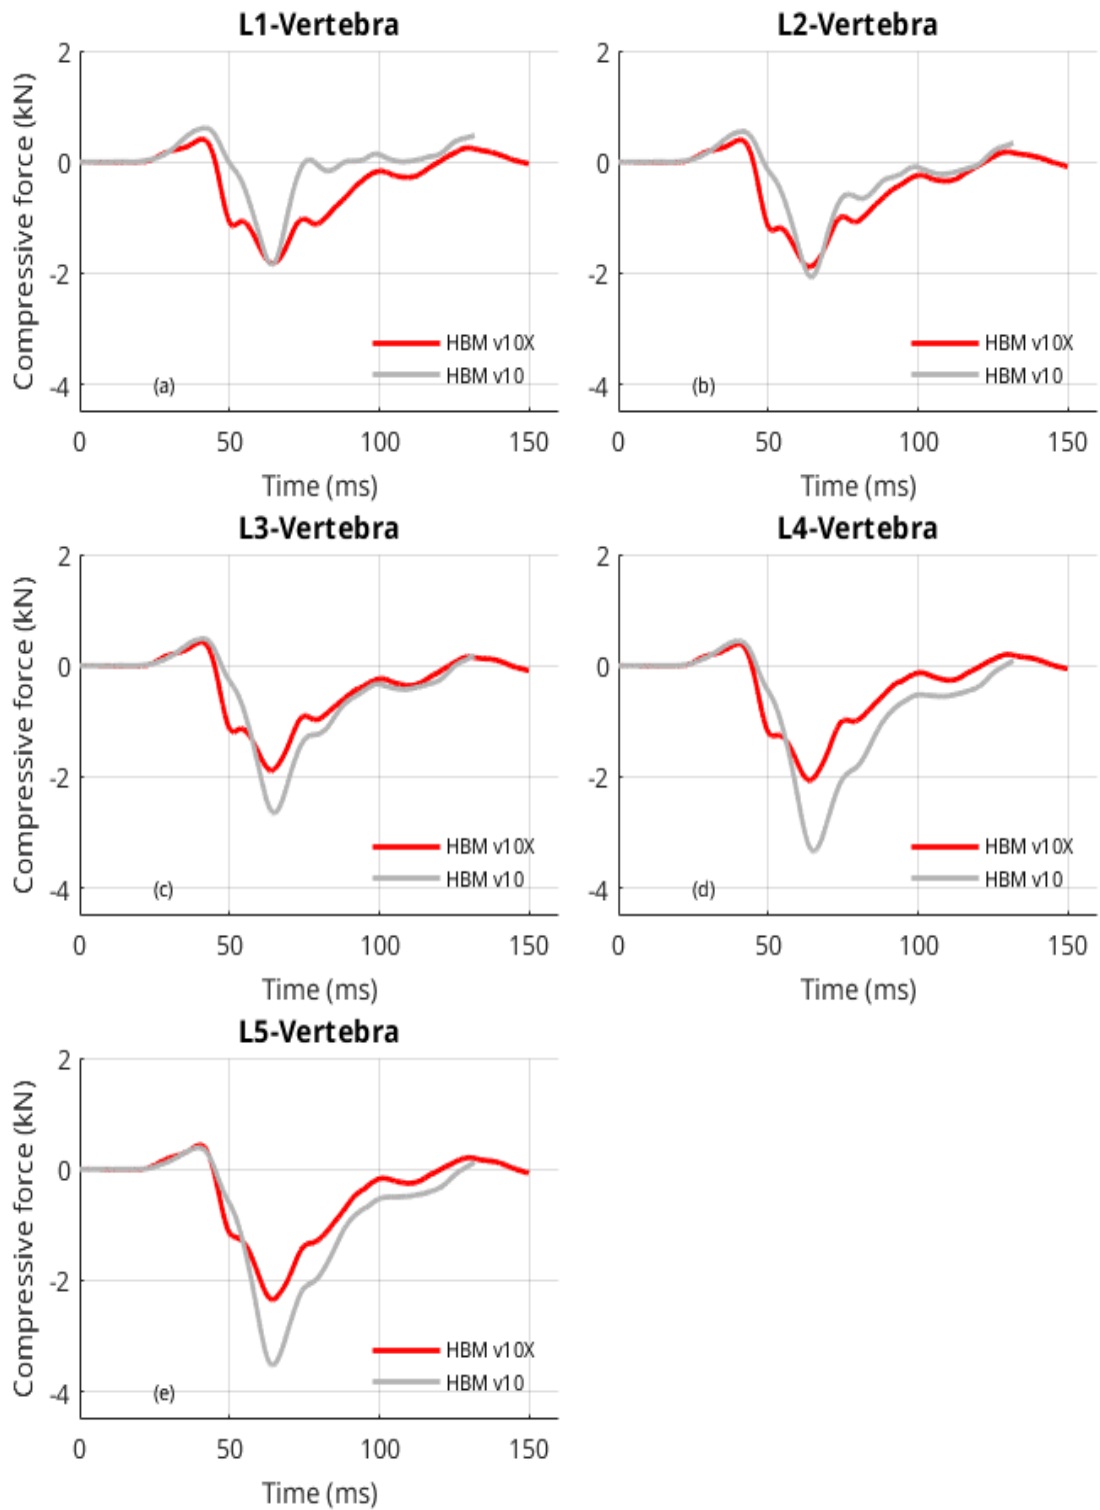 L1-Vertebra
Compressive force (kN)
2
0
-2
-4
HBM v10X
HBM v10
(a)
0 50 100 150
Time (ms)
L2-Vertebra
2
0
-2
-4
HBM v10X
HBM v10
(b)
0 50 100 150
Time (ms)
L3-Vertebra
Compressive force (kN)
2
0
-2
-4
HBM v10X
HBM v10
(c)
0 50 100 150
Time (ms)
L4-Vertebra
2
0
-2
-4
HBM v10X
HBM v10
(d)
0 50 100 150
Time (ms)
L5-Vertebra
Compressive force (kN)
2
0
-2
-4
HBM v10X
HBM v10
(e)
0 50 100 150
Time (ms)